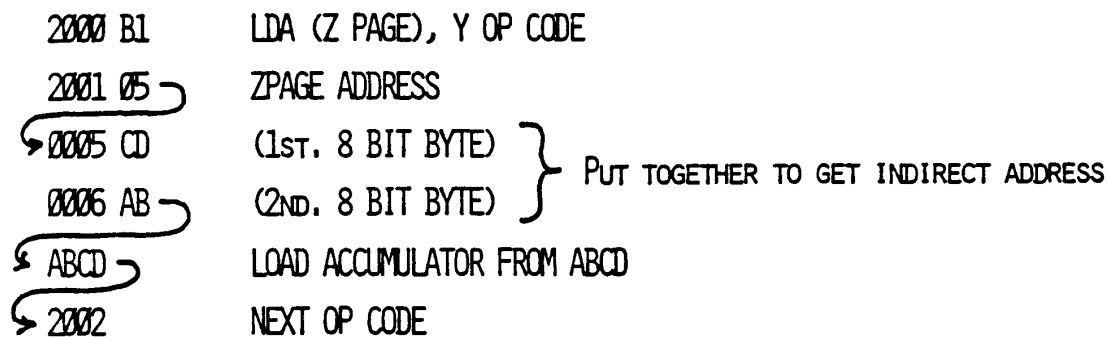 2000 B1 LDA (Z PAGE), Y OP CODE
2001 05 ZPAGE ADDRESS
0005 CD (1ST. 8 BIT BYTE)
0006 AB (2ND. 8 BIT BYTE)
PUT TOGETHER TO GET INDIRECT ADDRESS
ABCD LOAD ACCUMULATOR FROM ABCD
2002 NEXT OP CODE